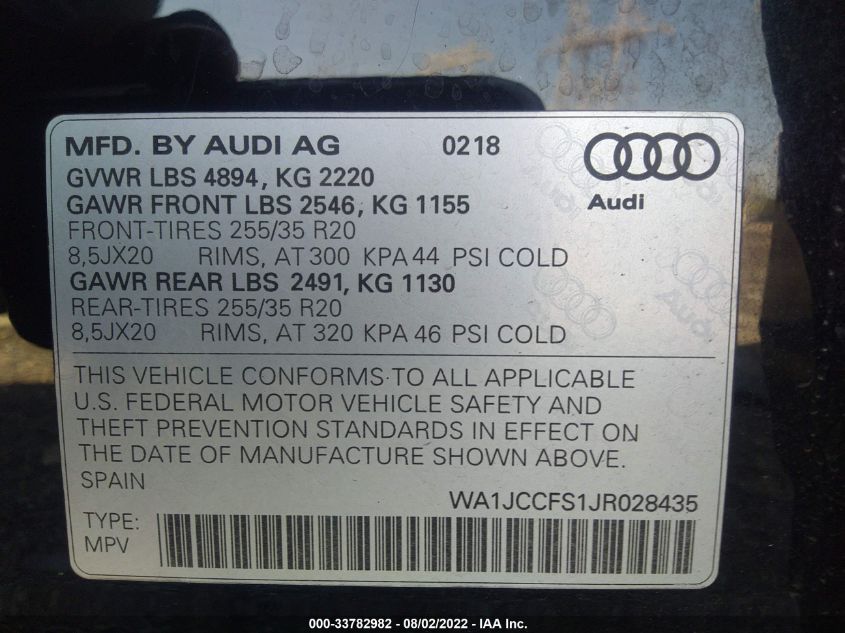 MFD. BY AUDI AG 0218
GVWR LBS 4894, KG 2220
GAWR FRONT LBS 2546, KG 1155
Audi
FRONT-TIRES 255/35 R20
8,5JX20 RIMS, AT 300 KPA 44 PSI COLD
GAWR REAR LBS 2491, KG 1130
REAR-TIRES 255/35 R20
8,5JX20 RIMS, AT 320 KPA 46 PSI COLD
Audi
THIS VEHICLE CONFORMS TO ALL APPLICABLE
U.S. FEDERAL MOTOR VEHICLE SAFETY AND
THEFT PREVENTION STANDARDS IN EFFECT ON
THE DATE OF MANUFACTURE SHOWN ABOVE.
SPAIN
WA1JCCFS1JR028435
TYPE:
MPV
000-33782982 - 08/02/2022 - IAA Inc.